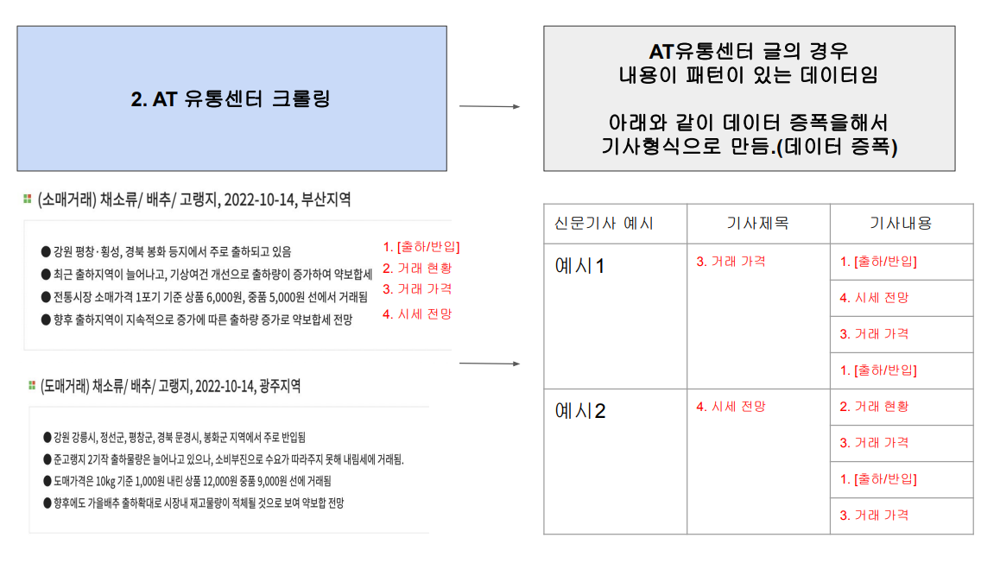 2. AT 유통센터 크롤링
AT유통센터 글의 경우
내용이 패턴이 있는 데이터임
아래와 같이 데이터 증폭을해서
기사형식으로 만듬.(데이터 증폭)
(소매거래) 채소류/ 배추/ 고랭지, 2022-10-14, 부산지역
● 강원 평창·횡성, 경북 봉화 등지에서 주로 출하되고 있음
● 최근 출하지역이 늘어나고, 기상여건 개선으로 출하량이 증가하여 약보합세
● 전통시장 소매가격 1포기 기준 상품 6,000원, 중품 5,000원 선에서 거래됨
● 향후 출하지역이 지속적으로 증가에 따른 출하량 증가로 약보합세 전망
1. [출하/반입]
2. 거래 현황
3. 거래 가격
4. 시세 전망
(도매거래) 채소류/ 배추/ 고랭지, 2022-10-14, 광주지역
● 강원 강릉시, 정선군, 평창군, 경북 문경시, 봉화군 지역에서 주로 반입됨
● 준고랭지 2기작 출하물량은 늘어나고 있으나, 소비부진으로 수요가 따라주지 못해 내림세에 거래됨.
● 도매가격은 10kg 기준 1,000원 내린 상품 12,000원 중품 9,000원 선에 거래됨
● 향후에도 가을배추 출하확대로 시장내 재고물량이 적체될 것으로 보여 약보합 전망
신문기사 예시 기사제목 기사내용
예시1 3. 거래 가격 1. [출하/반입]
4. 시세 전망
3. 거래 가격
1. [출하/반입]
예시2 4. 시세 전망 2. 거래 현황
3. 거래 가격
1. [출하/반입]
3. 거래 가격